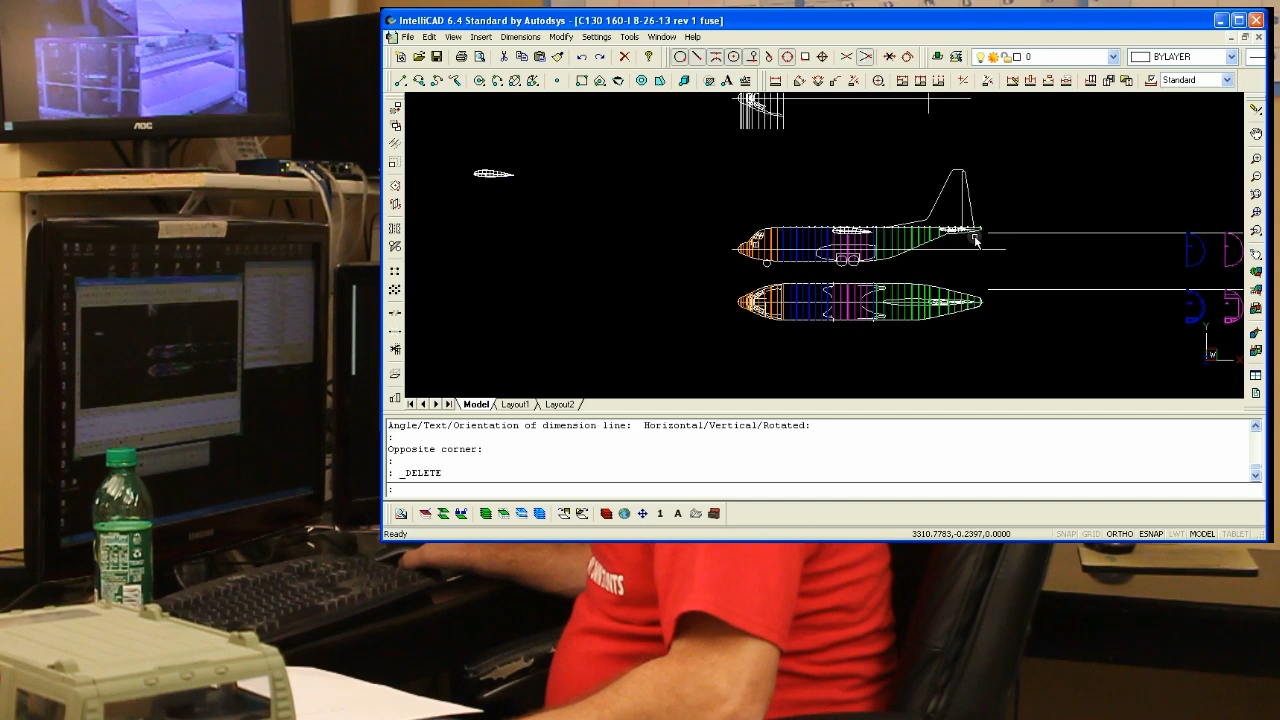 IntelliCAD 6.4 Standard by Autodsys - [C130 160-I 8-26-13 rev 1 fuse]
File Edit View Insert Dimensions Modify Settings Tools Window Help
0
BYLAYER
Standard
AOC
Y
W
X
Model Layout1 Layout2
Angle/Text/Orientation of dimension line: Horizontal/Vertical/Rotated:
:
Opposite corner:
:
: _DELETE
:
1 A
Ready
3310.7783,-0.2397,0.0000
SNAP GRID ORTHO ESNAP LWT MODEL TABLET